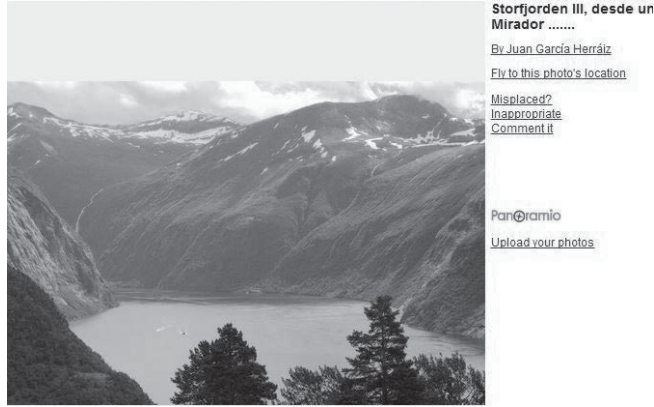 Storfjorden III, desde un
Mirador .......
By Juan García Herráiz
Fly to this photo's location
Misplaced?
Inappropriate
Comment it
Panoramio
Upload your photos